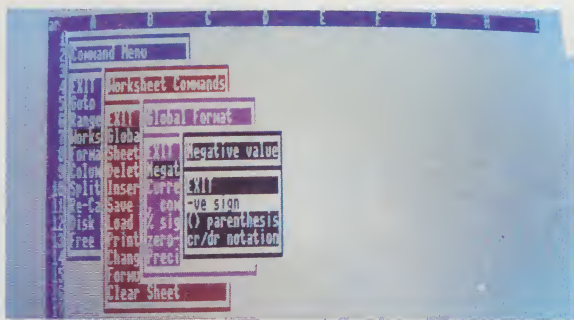 A B C D E F G H I
Command Menu
EXIT
Goto
Range
Works
Forma
Colum
Split
Re-Ca
Disk
Free
Worksheet Commands
EXIT
Globa
Sheet
Delet
Inser
Save
Load
Print
Chang
Formu
Clear Sheet
Global Format
EXIT
Negat
Curre
, com
% sig
zero-
Preci
Negative value
EXIT
-ve sign
() parenthesis
cr/dr notation